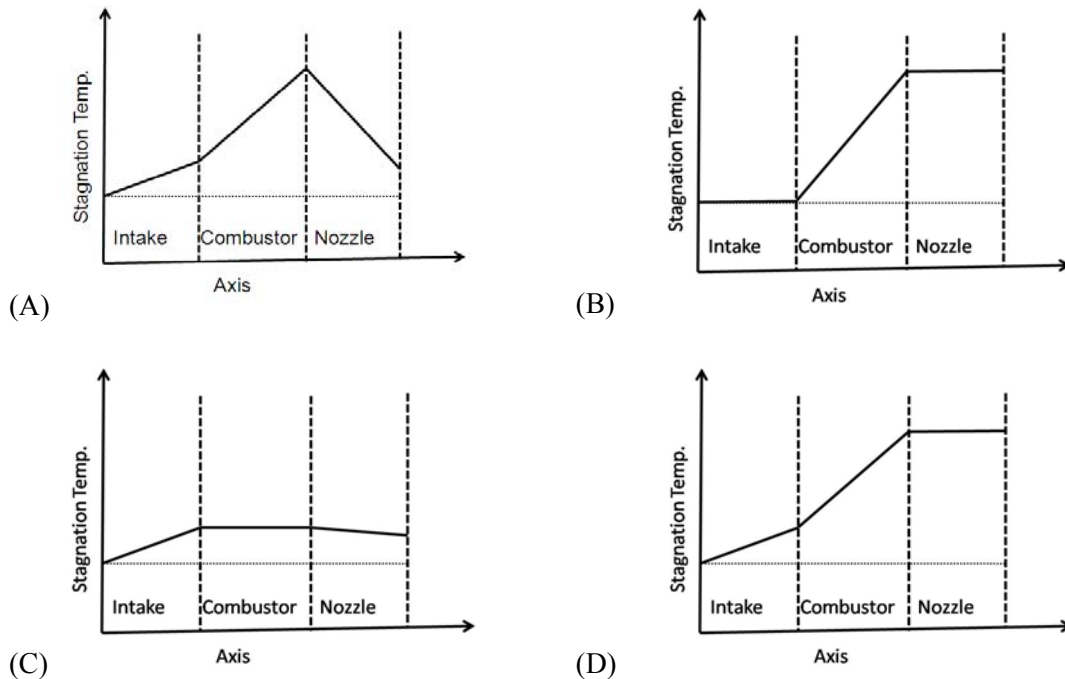 Stagnation Temp.
Intake
Combustor
Nozzle
Axis
(A)
Stagnation Temp.
Intake
Combustor
Nozzle
Axis
(B)
Stagnation Temp.
Intake
Combustor
Nozzle
Axis
(C)
Stagnation Temp.
Intake
Combustor
Nozzle
Axis
(D)